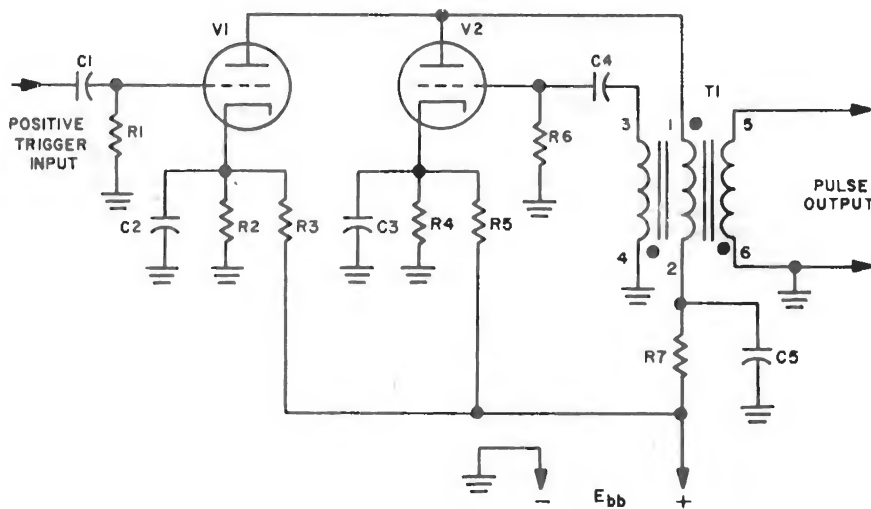 V1
V2
C1
C4
T1
POSITIVE
TRIGGER
INPUT
R1
R6
3
1
5
PULSE
OUTPUT
C2
R2
R3
C3
R4
R5
4
2
6
R7
C5
- Ebb +